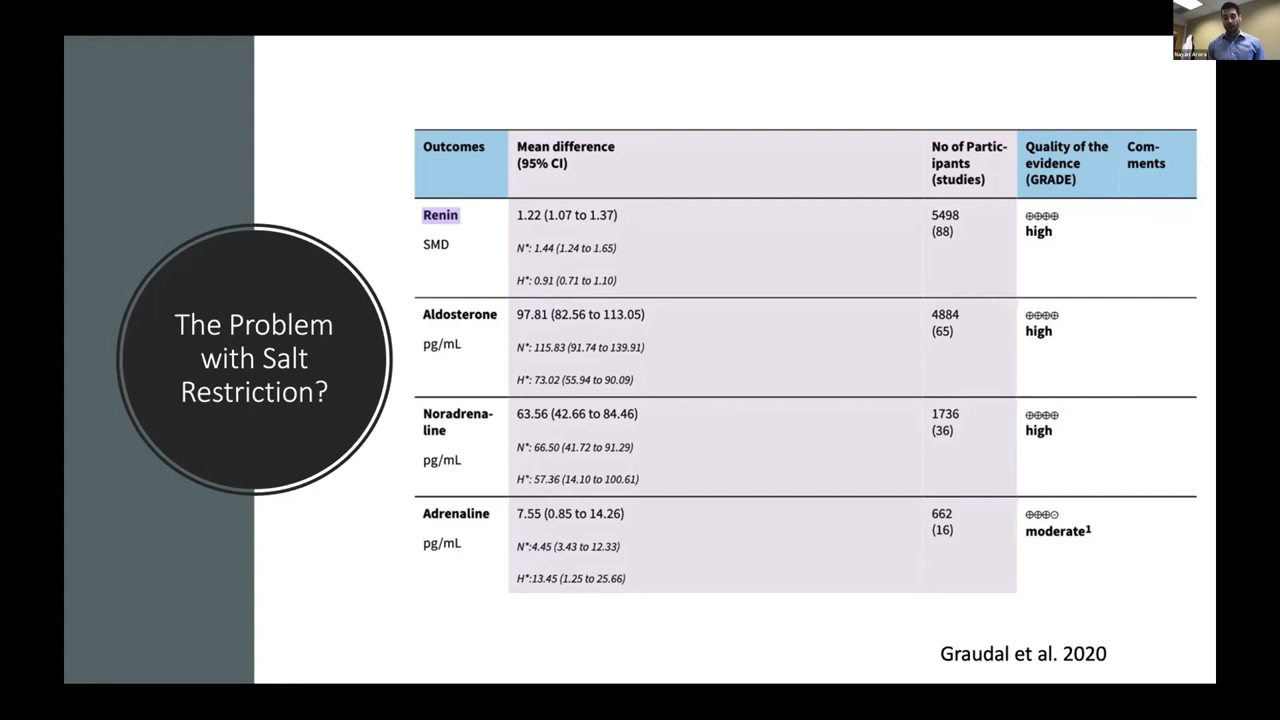 Nayan Arora
The Problem
with Salt
Restriction?
Outcomes
Mean difference
(95% CI)
No of Partic-
ipants
(studies)
Quality of the
evidence
(GRADE)
Com-
ments
Renin
SMD
1.22 (1.07 to 1.37)
N*: 1.44 (1.24 to 1.65)
H*: 0.91 (0.71 to 1.10)
5498
(88)
⊕⊕⊕⊕
high
Aldosterone
pg/mL
97.81 (82.56 to 113.05)
N*: 115.83 (91.74 to 139.91)
H*: 73.02 (55.94 to 90.09)
4884
(65)
⊕⊕⊕⊕
high
Noradrena-
line
pg/mL
63.56 (42.66 to 84.46)
N*: 66.50 (41.72 to 91.29)
H*: 57.36 (14.10 to 100.61)
1736
(36)
⊕⊕⊕⊕
high
Adrenaline
pg/mL
7.55 (0.85 to 14.26)
N*:4.45 (3.43 to 12.33)
H*:13.45 (1.25 to 25.66)
662
(16)
⊕⊕⊕⊝
moderate¹
Graudal et al. 2020